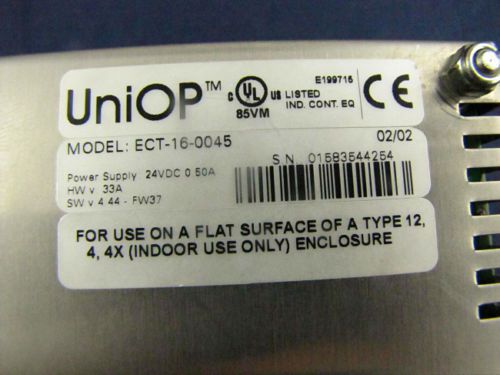 UniOP™
C UL US LISTED
E199715
IND. CONT. EQ
85VM
CE
MODEL: ECT-16-0045
02/02
S.N. 01583544254
Power Supply 24VDC 0.50A
HW v 33A
SW v 4.44 - FW37
FOR USE ON A FLAT SURFACE OF A TYPE 12,
4, 4X (INDOOR USE ONLY) ENCLOSURE